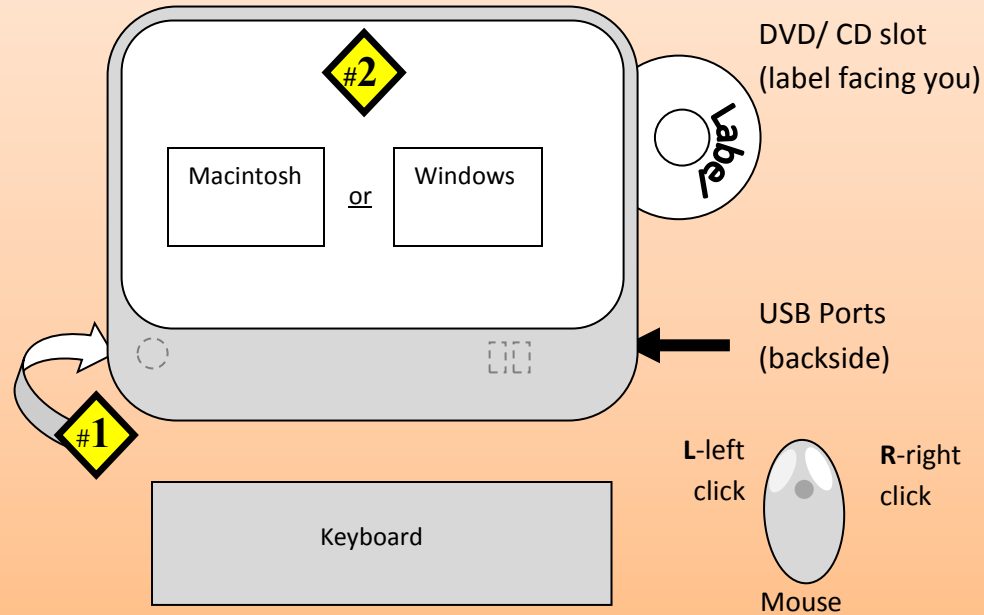 #2
DVD/ CD slot
(label facing you)
Label
Macintosh
or
Windows
USB Ports
(backside)
#1
L-left
click
R-right
click
Keyboard
Mouse